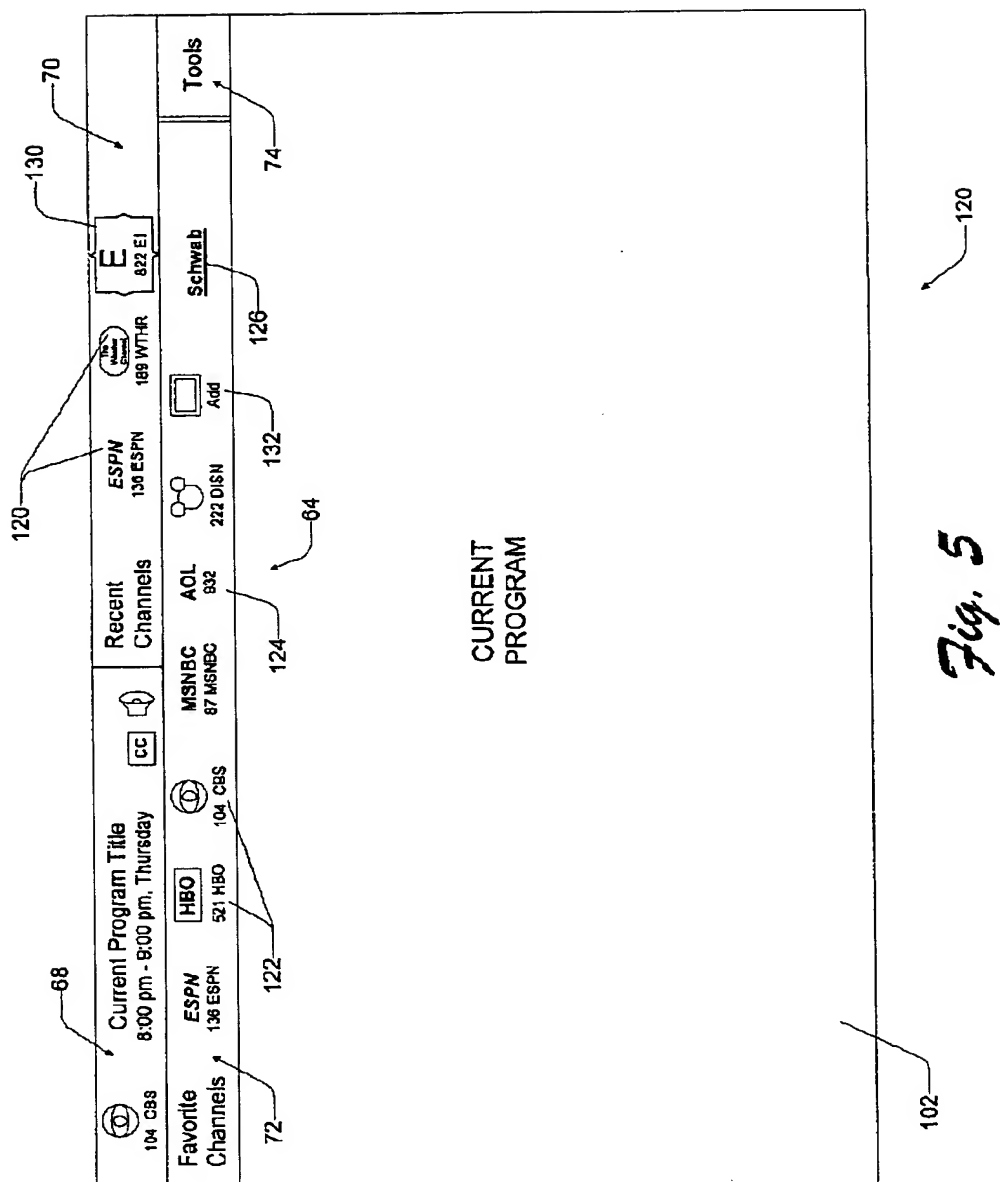 68
120
130
70
104 CBS
Current Program Title
8:00 pm - 9:00 pm, Thursday
CC
Recent
Channels
ESPN
136 ESPN
The
Weather
Channel
189 WTHR
E
822 E!
Favorite
Channels
ESPN
136 ESPN
HBO
521 HBO
104 CBS
MSNBC
87 MSNBC
AOL
932
222 DISN
Add
Schwab
Tools
72
122
124
64
132
126
74
CURRENT
PROGRAM
102
120
Fig. 5